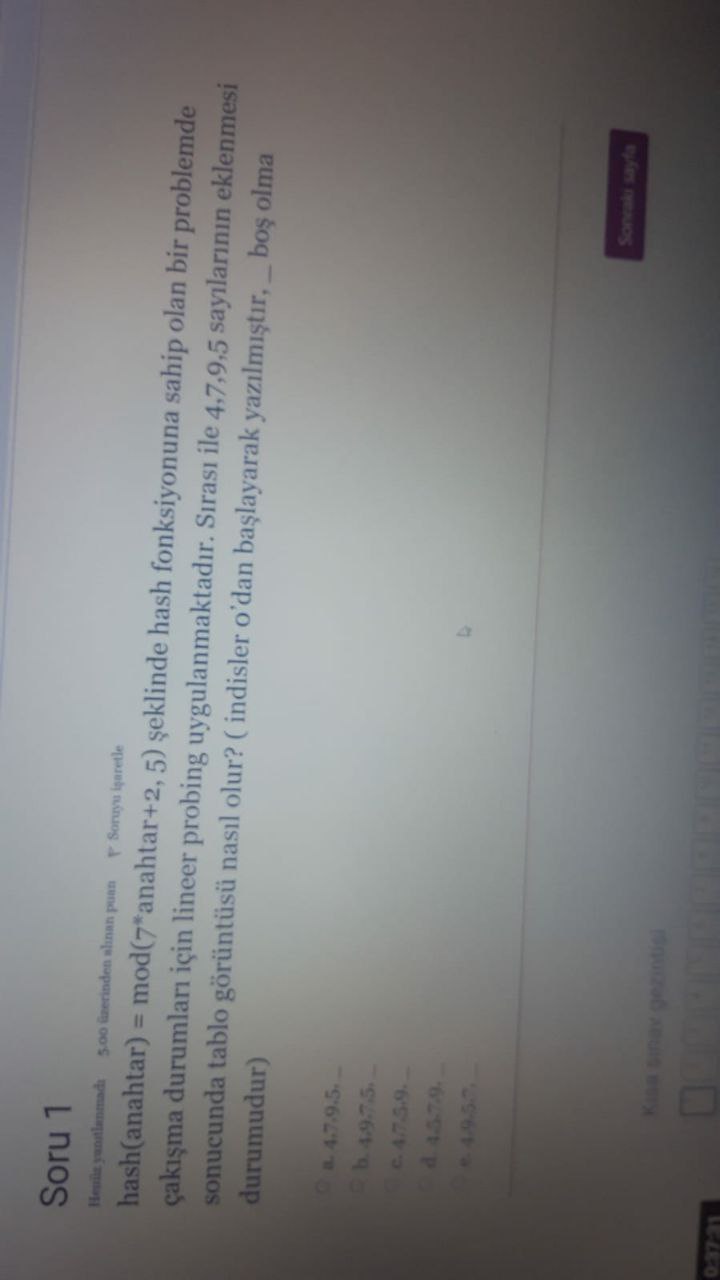 Soru 1
Henüz yanıtlanmadı 5,00 üzerinden alınan puan Soruyu işaretle
hash(anahtar) = mod(7*anahtar+2, 5) şeklinde hash fonksiyonuna sahip olan bir problemde
çakışma durumları için lineer probing uygulanmaktadır. Sırası ile 4,7,9,5 sayılarının eklenmesi
sonucunda tablo görüntüsü nasıl olur? ( indisler 0'dan başlayarak yazılmıştır, _ boş olma
durumudur)
a. 4,7,9,5, _
b. 4,9,7,5, _
c. 4,7,5,9, _
d. 4,5,7,9, _
e. 4,9,5,7, _
Sonraki sayfa
Kısa sınav gezintisi